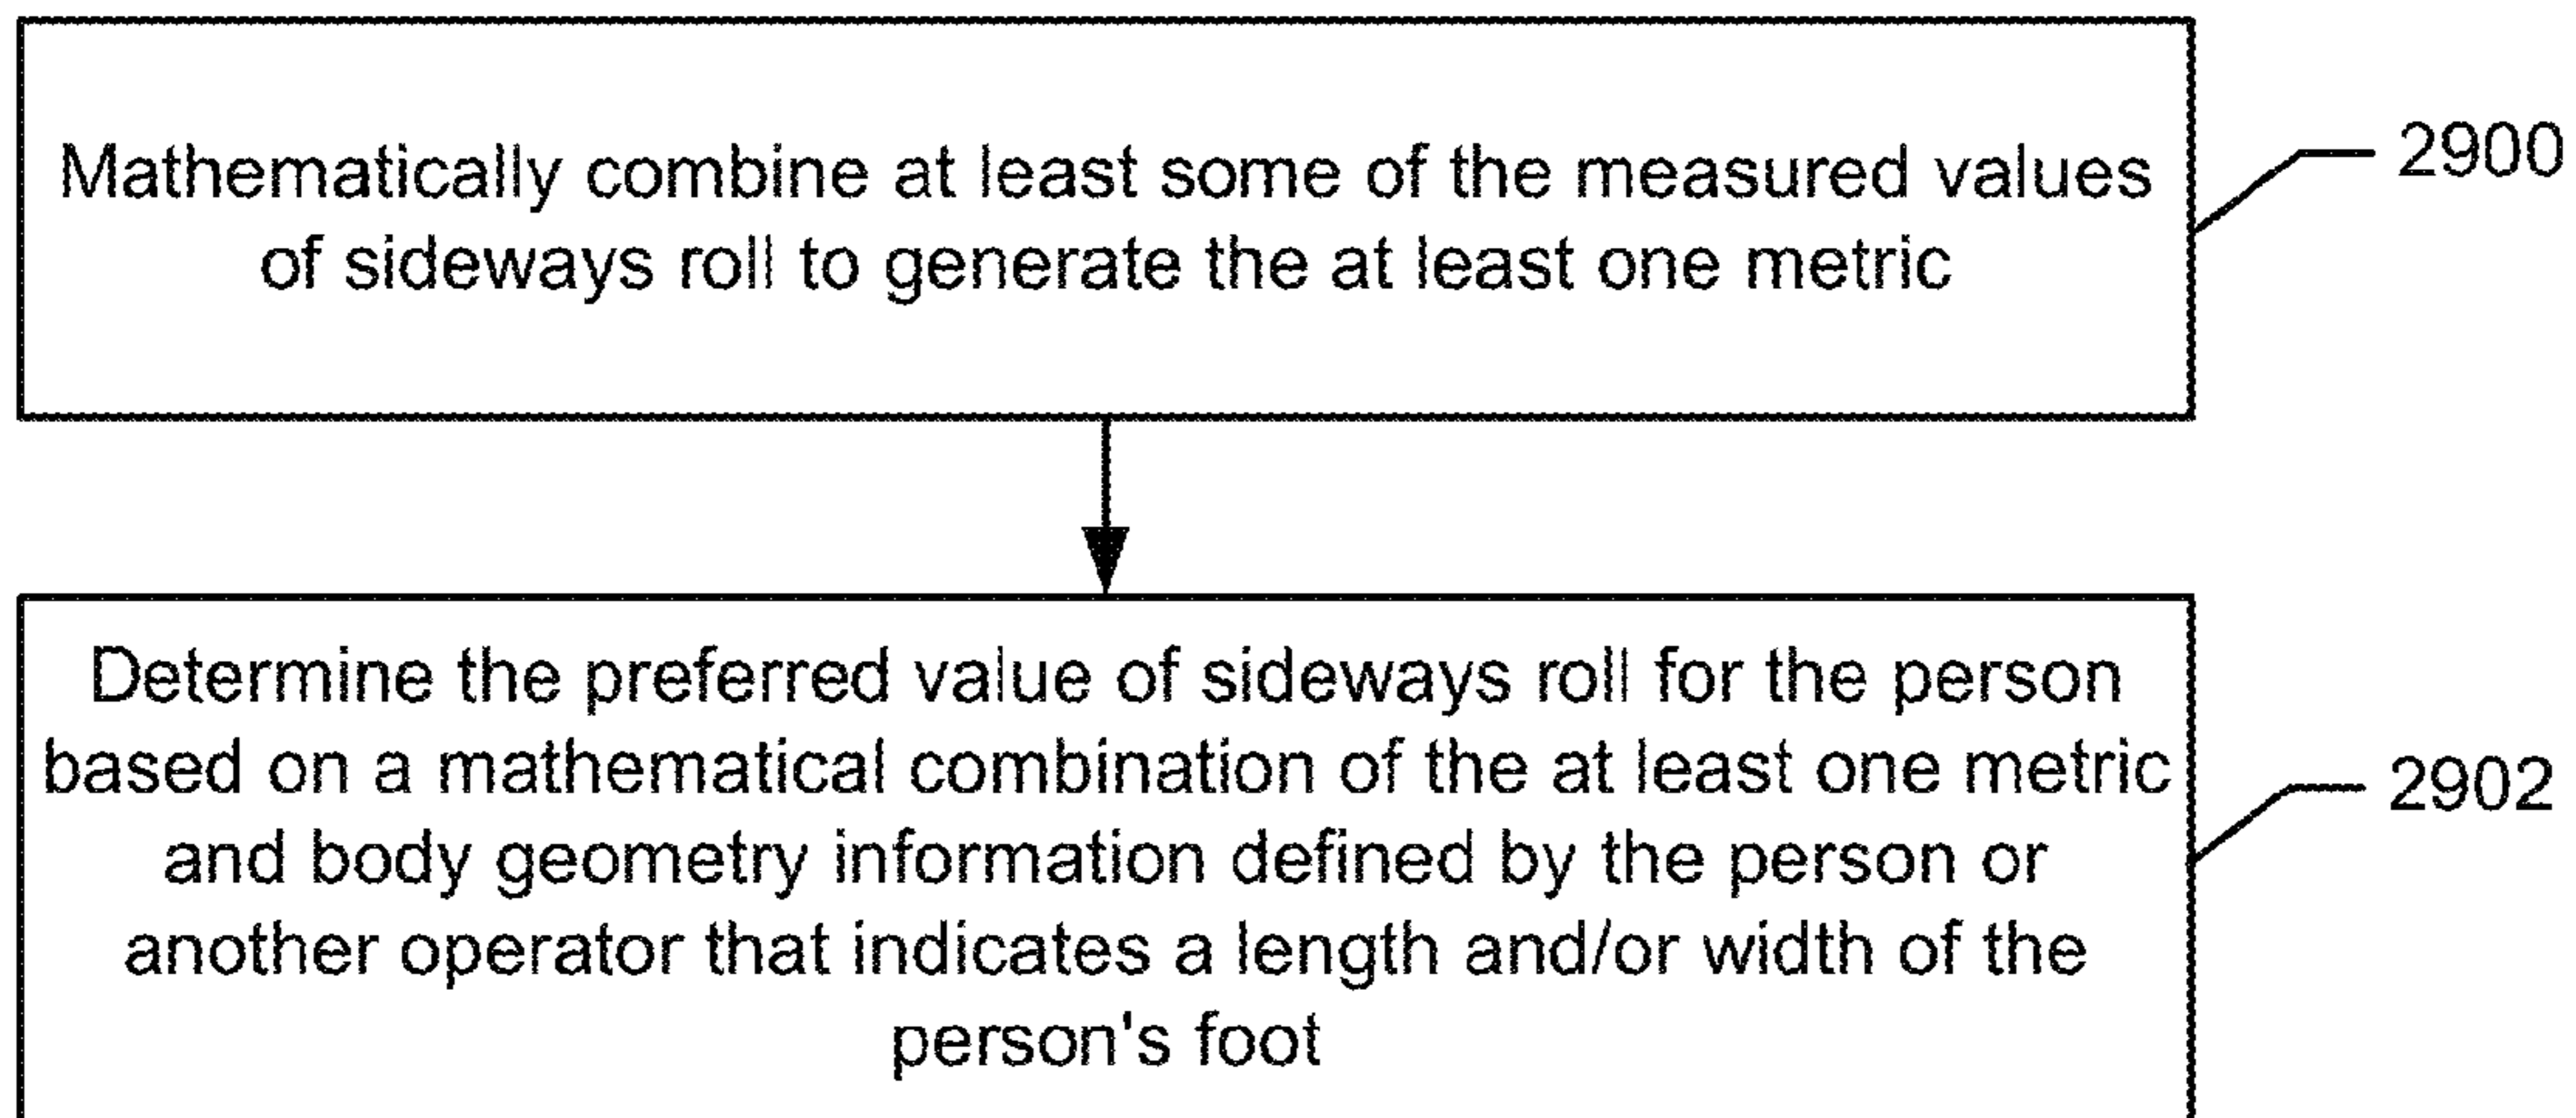 Mathematically combine at least some of the measured values
of sideways roll to generate the at least one metric
2900
Determine the preferred value of sideways roll for the person
based on a mathematical combination of the at least one metric
and body geometry information defined by the person or
another operator that indicates a length and/or width of the
person's foot
2902